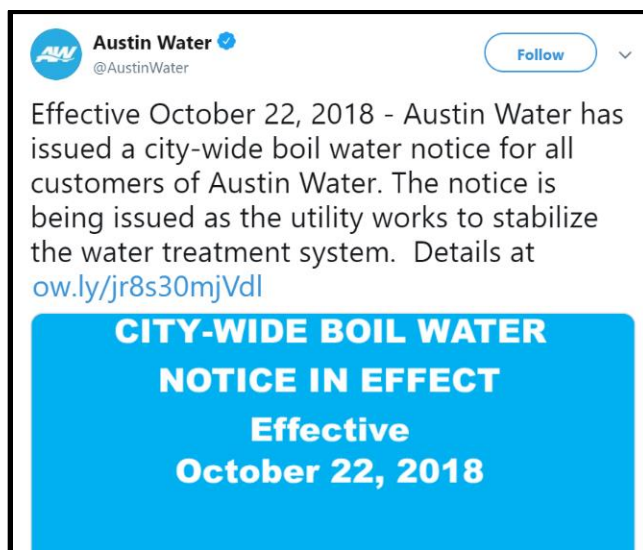 AW
Austin Water
@AustinWater
Follow
Effective October 22, 2018 - Austin Water has
issued a city-wide boil water notice for all
customers of Austin Water. The notice is
being issued as the utility works to stabilize
the water treatment system.  Details at
ow.ly/jr8s30mjVdl
CITY-WIDE BOIL WATER
NOTICE IN EFFECT
Effective
October 22, 2018